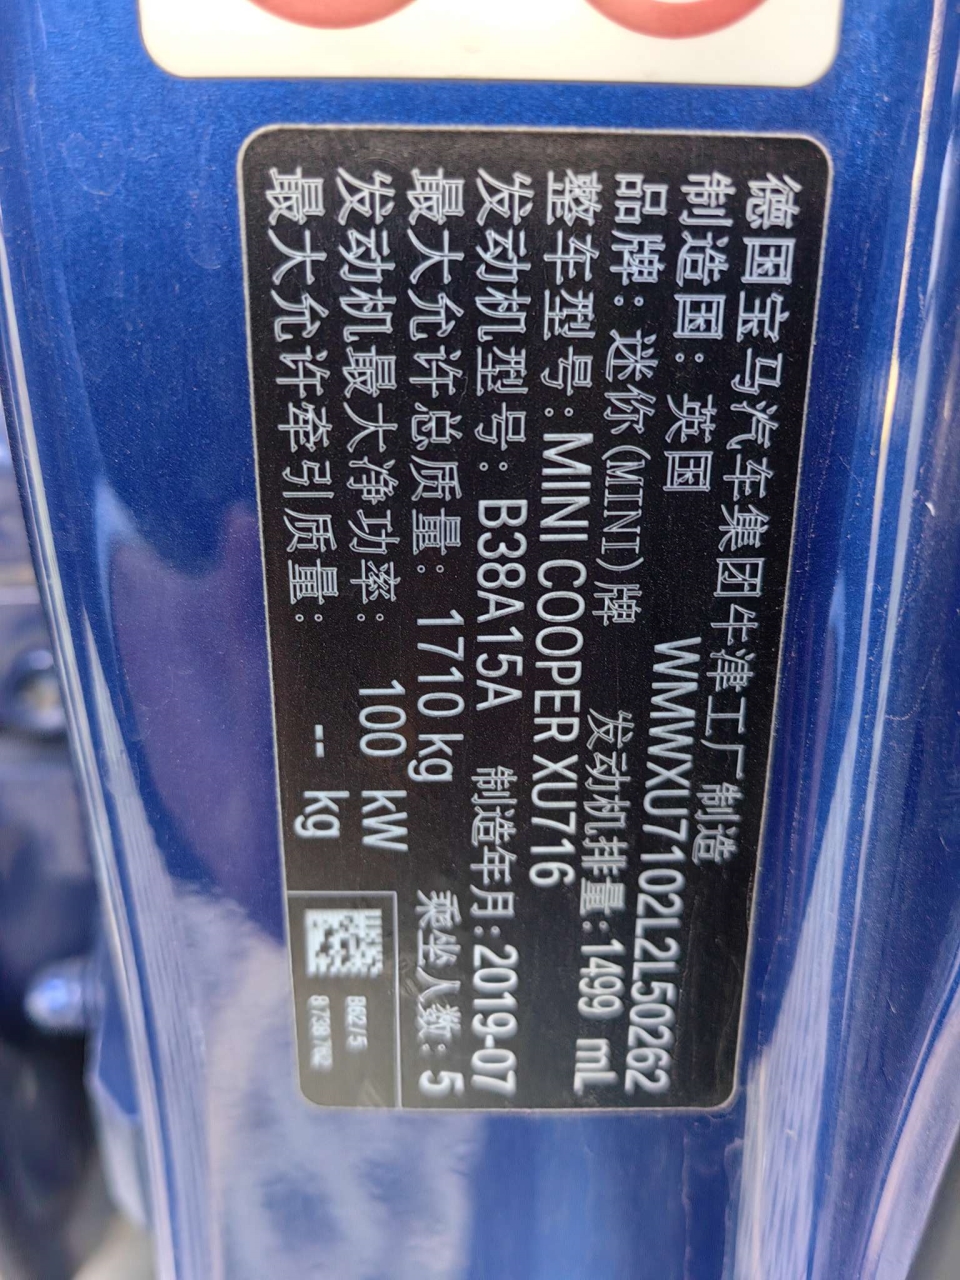 德国宝马汽车集团牛津工厂制造
制造国：英国 WMWXU7102L2L50262
品牌：迷你(MINI)牌 发动机排量：1499 mL
整车型号：MINI COOPER XU716
发动机型号：B38A15A 制造年月：2019-07
最大允许总质量：1710 kg 乘坐人数：5
发动机最大净功率：100 kW
最大允许牵引质量：-- kg